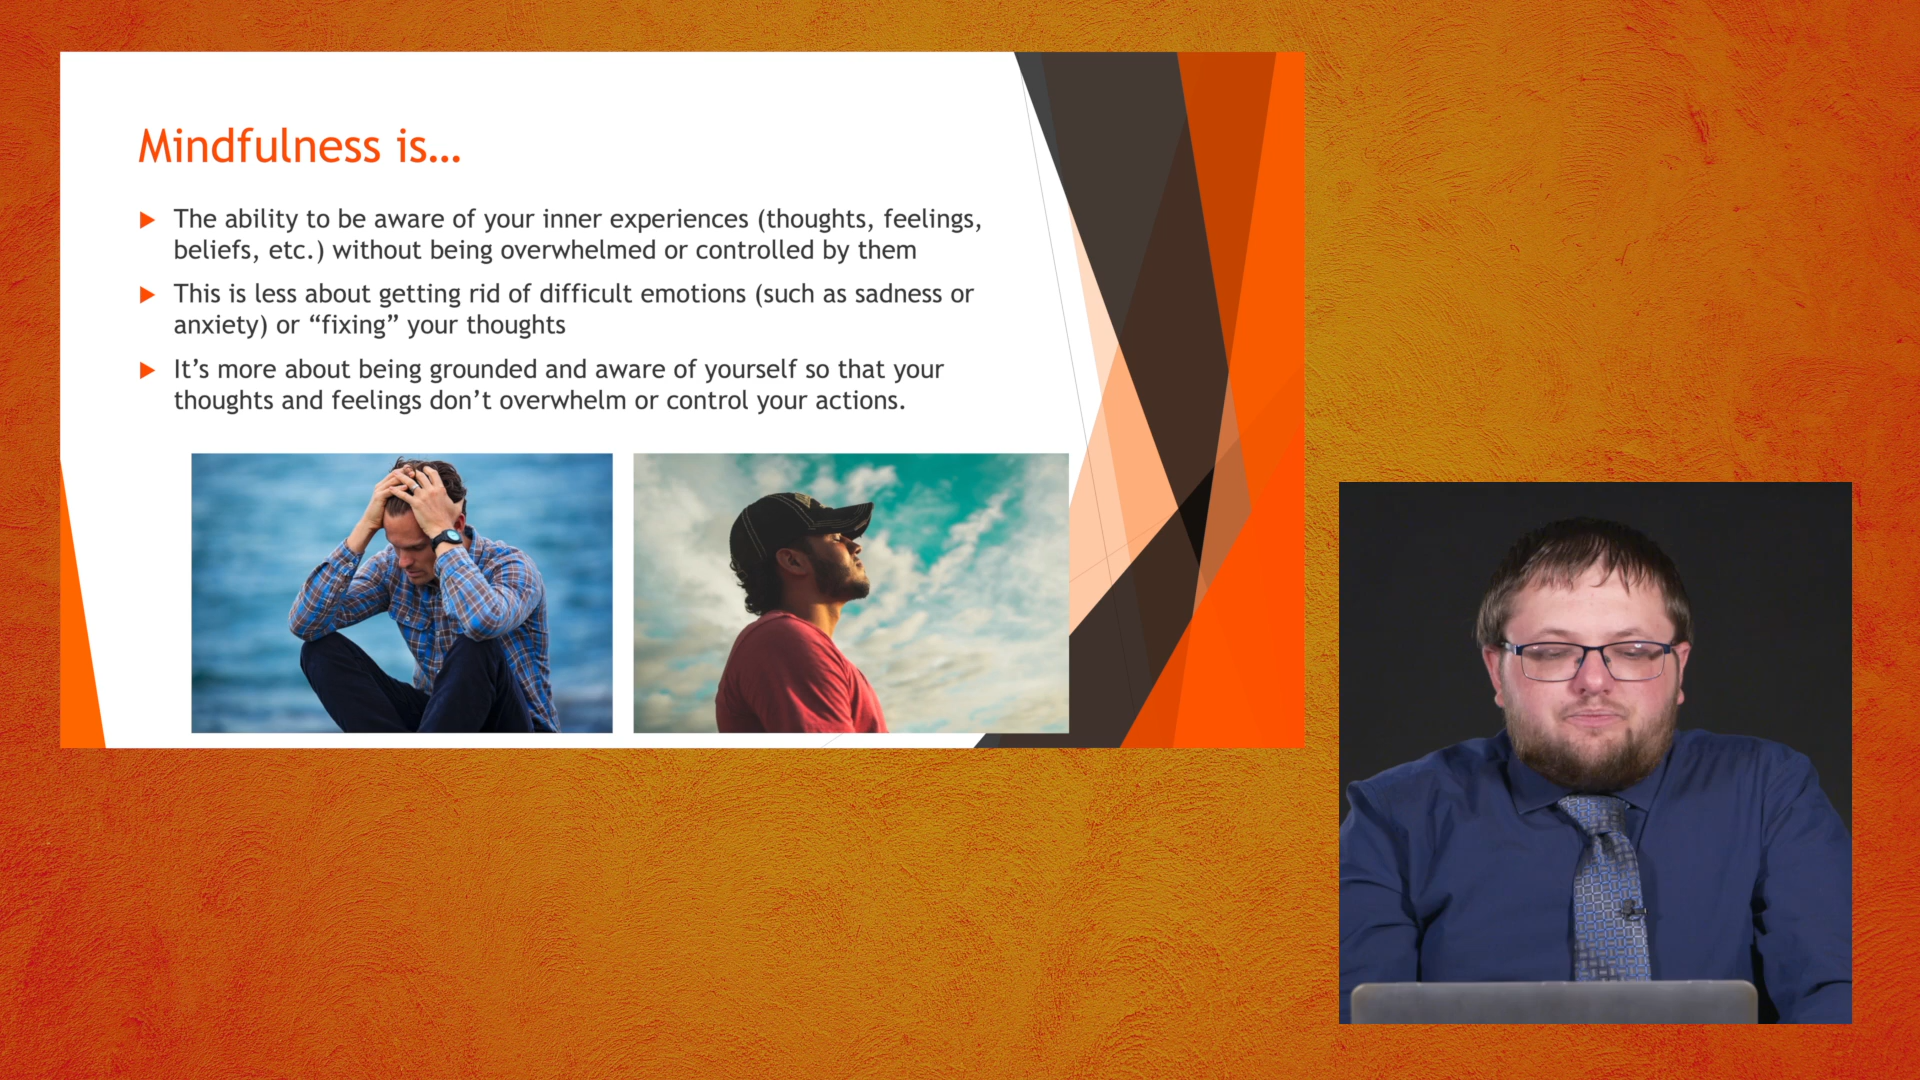 Mindfulness is…
The ability to be aware of your inner experiences (thoughts, feelings,
beliefs, etc.) without being overwhelmed or controlled by them
This is less about getting rid of difficult emotions (such as sadness or
anxiety) or “fixing” your thoughts
It’s more about being grounded and aware of yourself so that your
thoughts and feelings don’t overwhelm or control your actions.